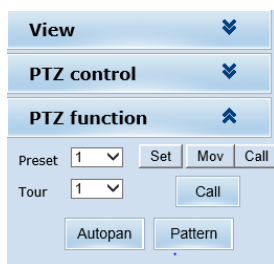 View
PTZ control
PTZ function
Preset 1 Set Mov Call
Tour 1 Call
Autopan Pattern